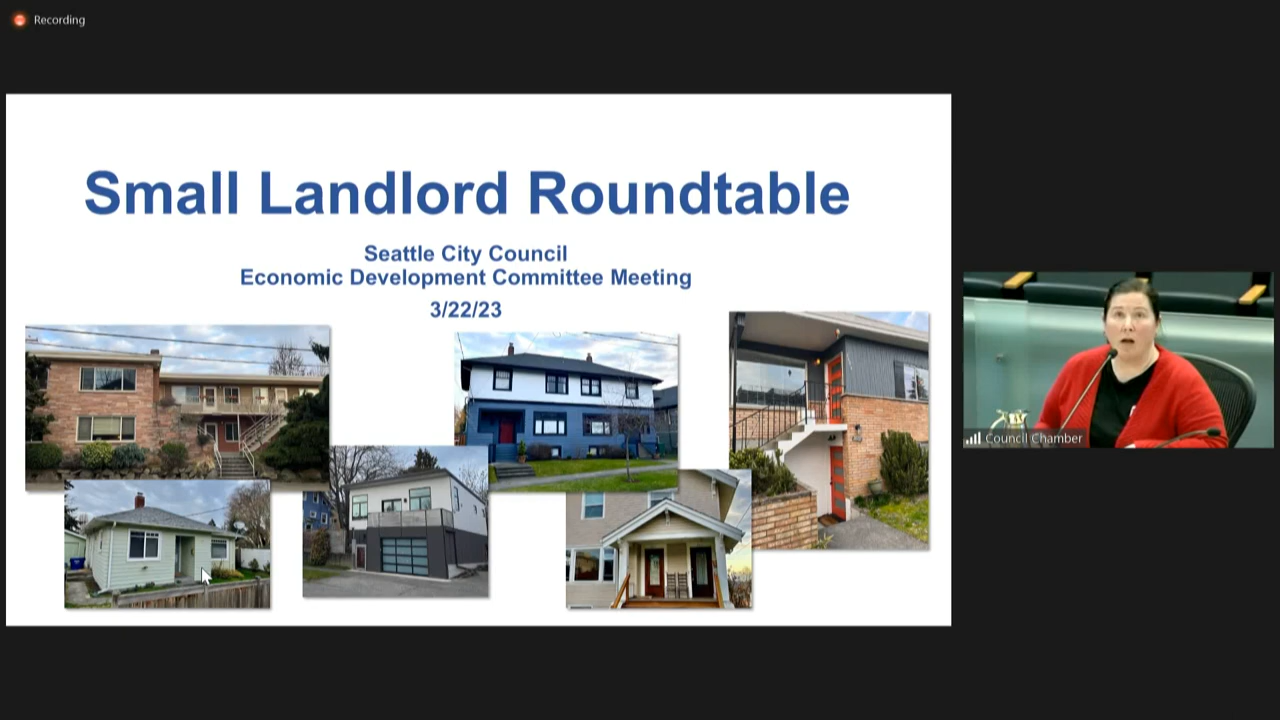 Recording
Small Landlord Roundtable
Seattle City Council
Economic Development Committee Meeting
3/22/23
Council Chamber